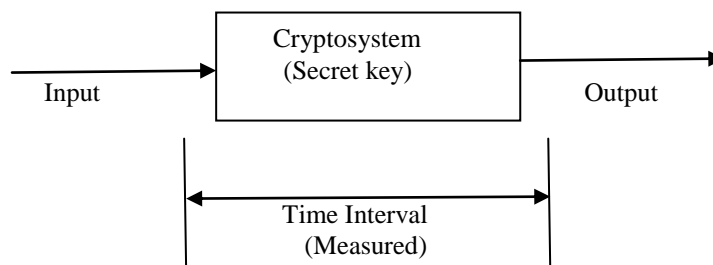 Cryptosystem
(Secret key)
Input
Output
Time Interval
(Measured)